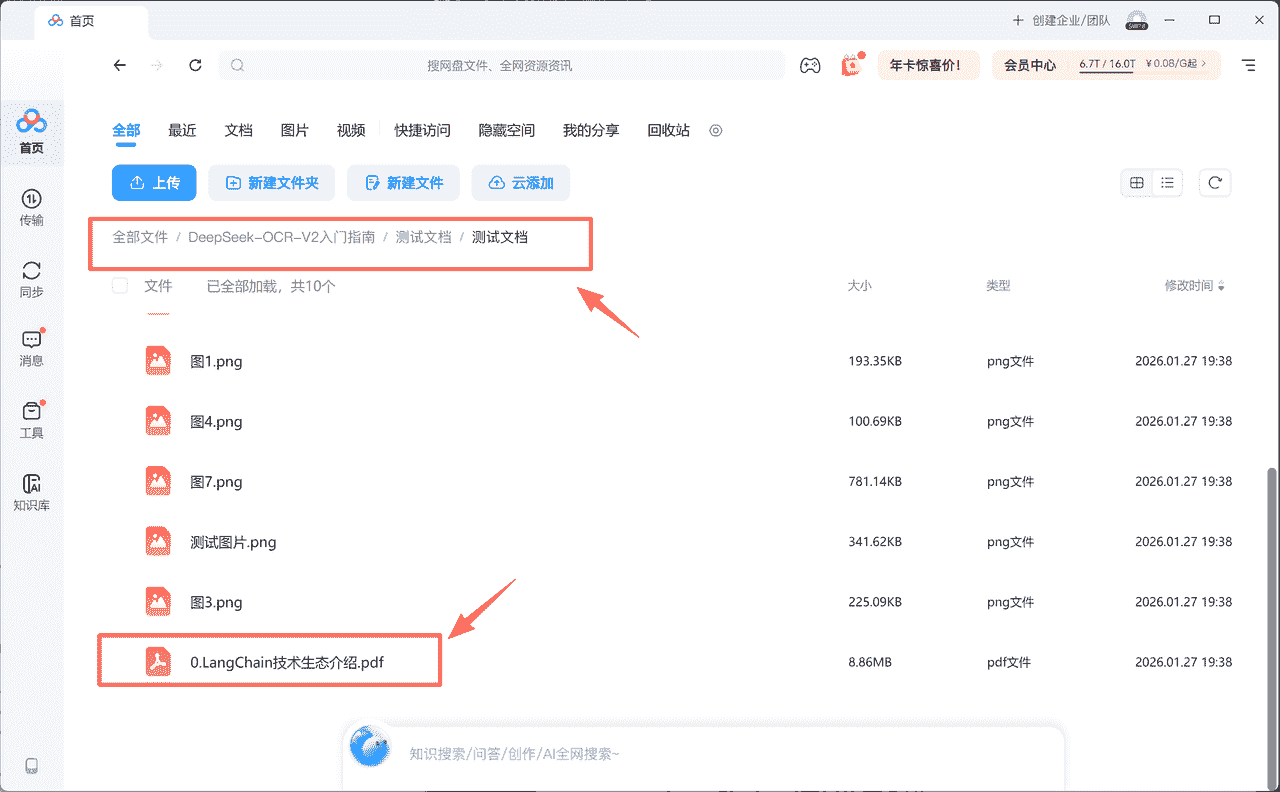 首页
创建企业/团队
SVIP
搜网盘文件、全网资源资讯
年卡惊喜价!
会员中心 6.7T / 16.0T ¥0.08/G起 >
首页
传输
同步
消息
工具
知识库
全部 最近 文档 图片 视频 快捷访问 隐藏空间 我的分享 回收站
上传 新建文件夹 新建文件 云添加
全部文件 / DeepSeek-OCR-V2入门指南 / 测试文档 / 测试文档
文件 已全部加载,共10个 大小 类型 修改时间
图1.png 193.35KB png文件 2026.01.27 19:38
图4.png 100.69KB png文件 2026.01.27 19:38
图7.png 781.14KB png文件 2026.01.27 19:38
测试图片.png 341.62KB png文件 2026.01.27 19:38
图3.png 225.09KB png文件 2026.01.27 19:38
0.LangChain技术生态介绍.pdf 8.86MB pdf文件 2026.01.27 19:38
知识搜索/问答/创作/AI全网搜索~